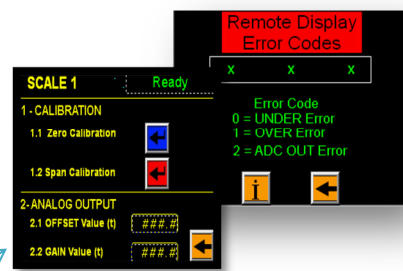 Remote Display
Error Codes
X X X
Error Code
0 = UNDER Error
1 = OVER Error
2 = ADC OUT Error
i
SCALE 1 Ready
1 - CALIBRATION
1.1 Zero Calibration
1.2 Span Calibration
2- ANALOG OUTPUT
2.1 OFFSET Value (t) ###.#
2.2 GAIN Value (t) ###.#